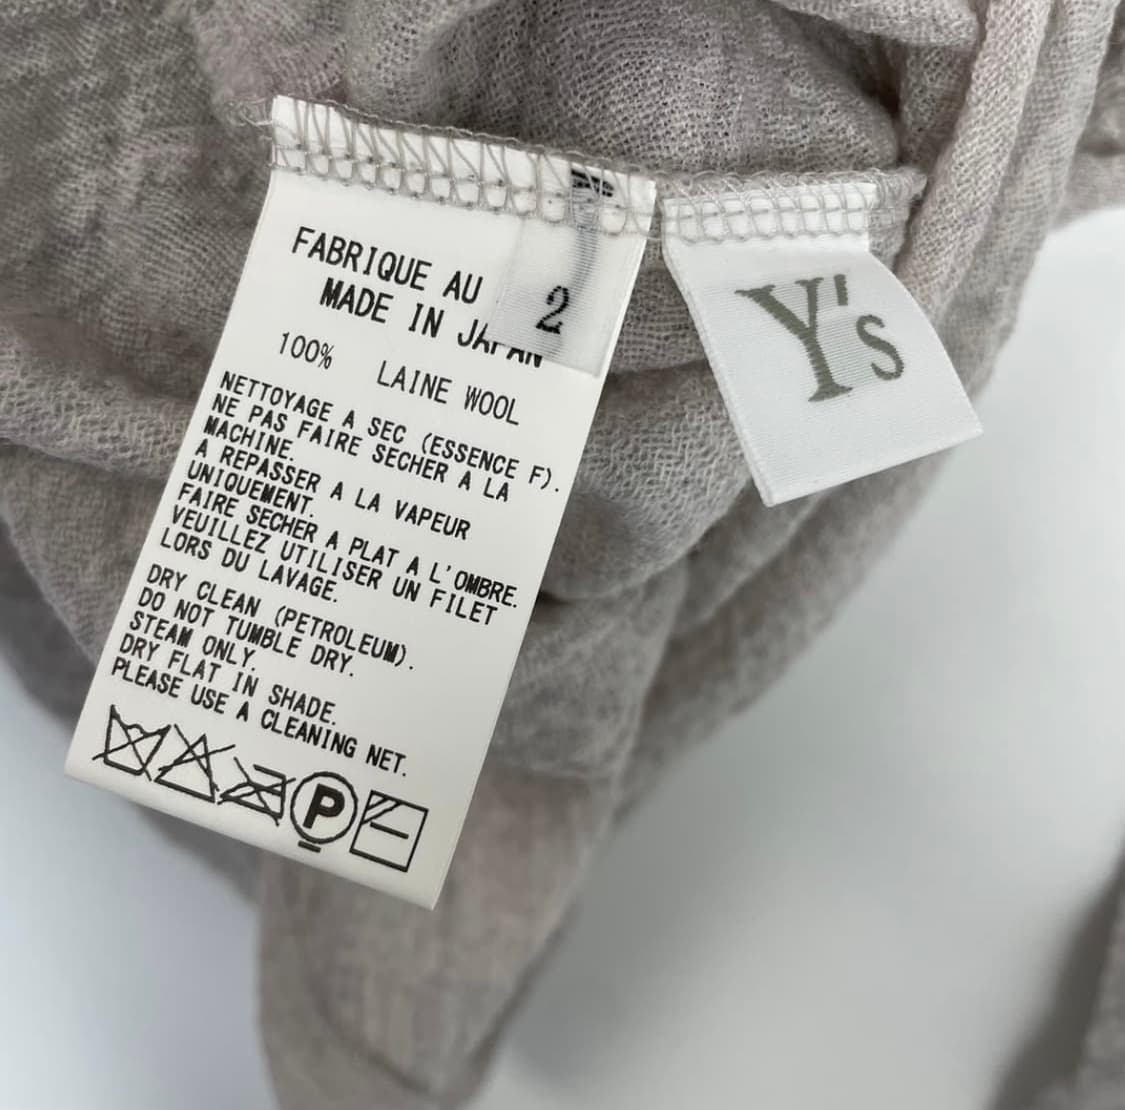 FABRIQUE AU
MADE IN JAPAN
2
100% LAINE WOOL
NETTOYAGE A SEC (ESSENCE F).
NE PAS FAIRE SECHER A LA
MACHINE.
A REPASSER A LA VAPEUR
UNIQUEMENT.
FAIRE SECHER A PLAT A L'OMBRE.
VEUILLEZ UTILISER UN FILET
LORS DU LAVAGE.
DRY CLEAN (PETROLEUM).
DO NOT TUMBLE DRY.
STEAM ONLY.
DRY FLAT IN SHADE.
PLEASE USE A CLEANING NET.
P
Y's